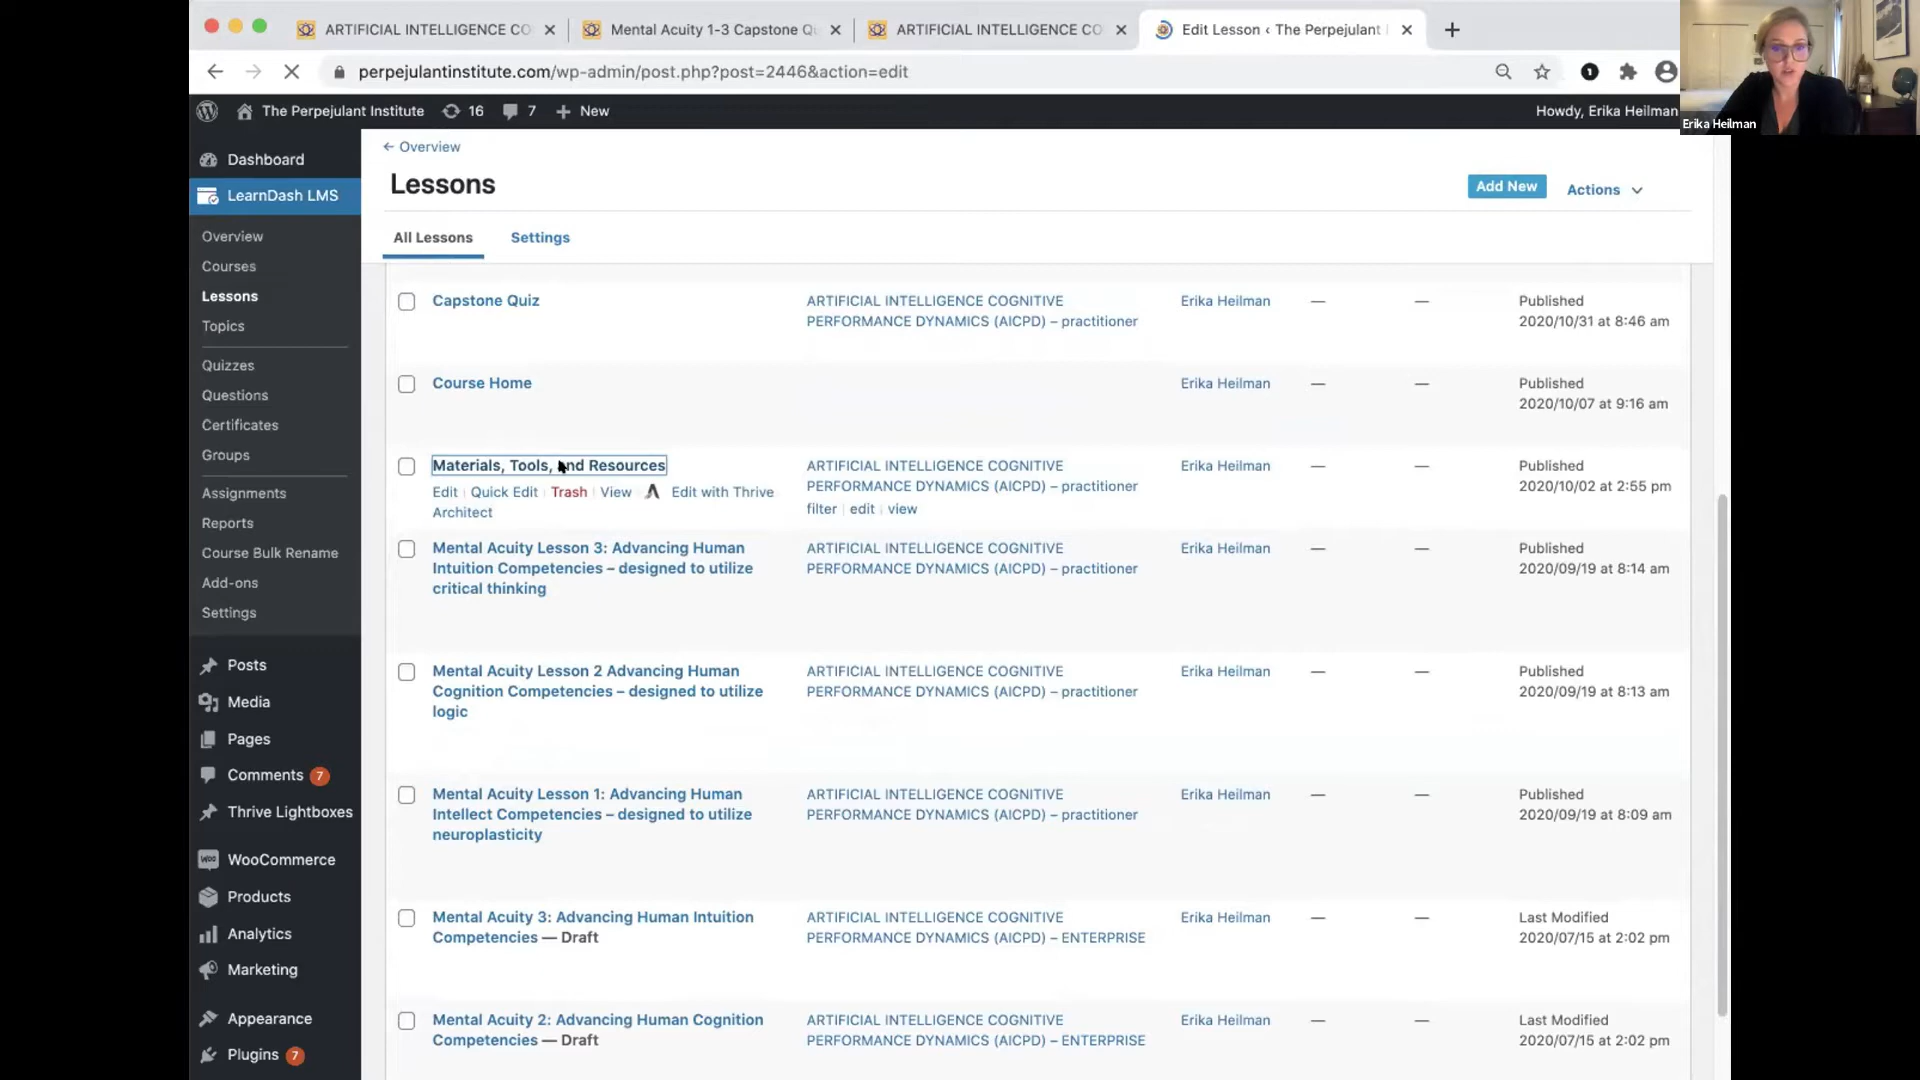 ARTIFICIAL INTELLIGENCE CO
Mental Acuity 1-3 Capstone Qu
ARTIFICIAL INTELLIGENCE CO
Edit Lesson ‹ The Perpejulant
perpejulantinstitute.com/wp-admin/post.php?post=2446&action=edit
Erika Heilman
The Perpejulant Institute
16
7
New
Howdy, Erika Heilman
Dashboard
LearnDash LMS
Overview
Courses
Lessons
Topics
Quizzes
Questions
Certificates
Groups
Assignments
Reports
Course Bulk Rename
Add-ons
Settings
Posts
Media
Pages
Comments 7
Thrive Lightboxes
WooCommerce
Products
Analytics
Marketing
Appearance
Plugins 7
← Overview
Lessons
Add New
Actions
All Lessons
Settings
Capstone Quiz
ARTIFICIAL INTELLIGENCE COGNITIVE
PERFORMANCE DYNAMICS (AICPD) – practitioner
Erika Heilman
—
—
Published
2020/10/31 at 8:46 am
Course Home
Erika Heilman
—
—
Published
2020/10/07 at 9:16 am
Materials, Tools, and Resources
Edit | Quick Edit | Trash | View | Edit with Thrive
Architect
ARTIFICIAL INTELLIGENCE COGNITIVE
PERFORMANCE DYNAMICS (AICPD) – practitioner
filter | edit | view
Erika Heilman
—
—
Published
2020/10/02 at 2:55 pm
Mental Acuity Lesson 3: Advancing Human
Intuition Competencies – designed to utilize
critical thinking
ARTIFICIAL INTELLIGENCE COGNITIVE
PERFORMANCE DYNAMICS (AICPD) – practitioner
Erika Heilman
—
—
Published
2020/09/19 at 8:14 am
Mental Acuity Lesson 2 Advancing Human
Cognition Competencies – designed to utilize
logic
ARTIFICIAL INTELLIGENCE COGNITIVE
PERFORMANCE DYNAMICS (AICPD) – practitioner
Erika Heilman
—
—
Published
2020/09/19 at 8:13 am
Mental Acuity Lesson 1: Advancing Human
Intellect Competencies – designed to utilize
neuroplasticity
ARTIFICIAL INTELLIGENCE COGNITIVE
PERFORMANCE DYNAMICS (AICPD) – practitioner
Erika Heilman
—
—
Published
2020/09/19 at 8:09 am
Mental Acuity 3: Advancing Human Intuition
Competencies — Draft
ARTIFICIAL INTELLIGENCE COGNITIVE
PERFORMANCE DYNAMICS (AICPD) – ENTERPRISE
Erika Heilman
—
—
Last Modified
2020/07/15 at 2:02 pm
Mental Acuity 2: Advancing Human Cognition
Competencies — Draft
ARTIFICIAL INTELLIGENCE COGNITIVE
PERFORMANCE DYNAMICS (AICPD) – ENTERPRISE
Erika Heilman
—
—
Last Modified
2020/07/15 at 2:02 pm